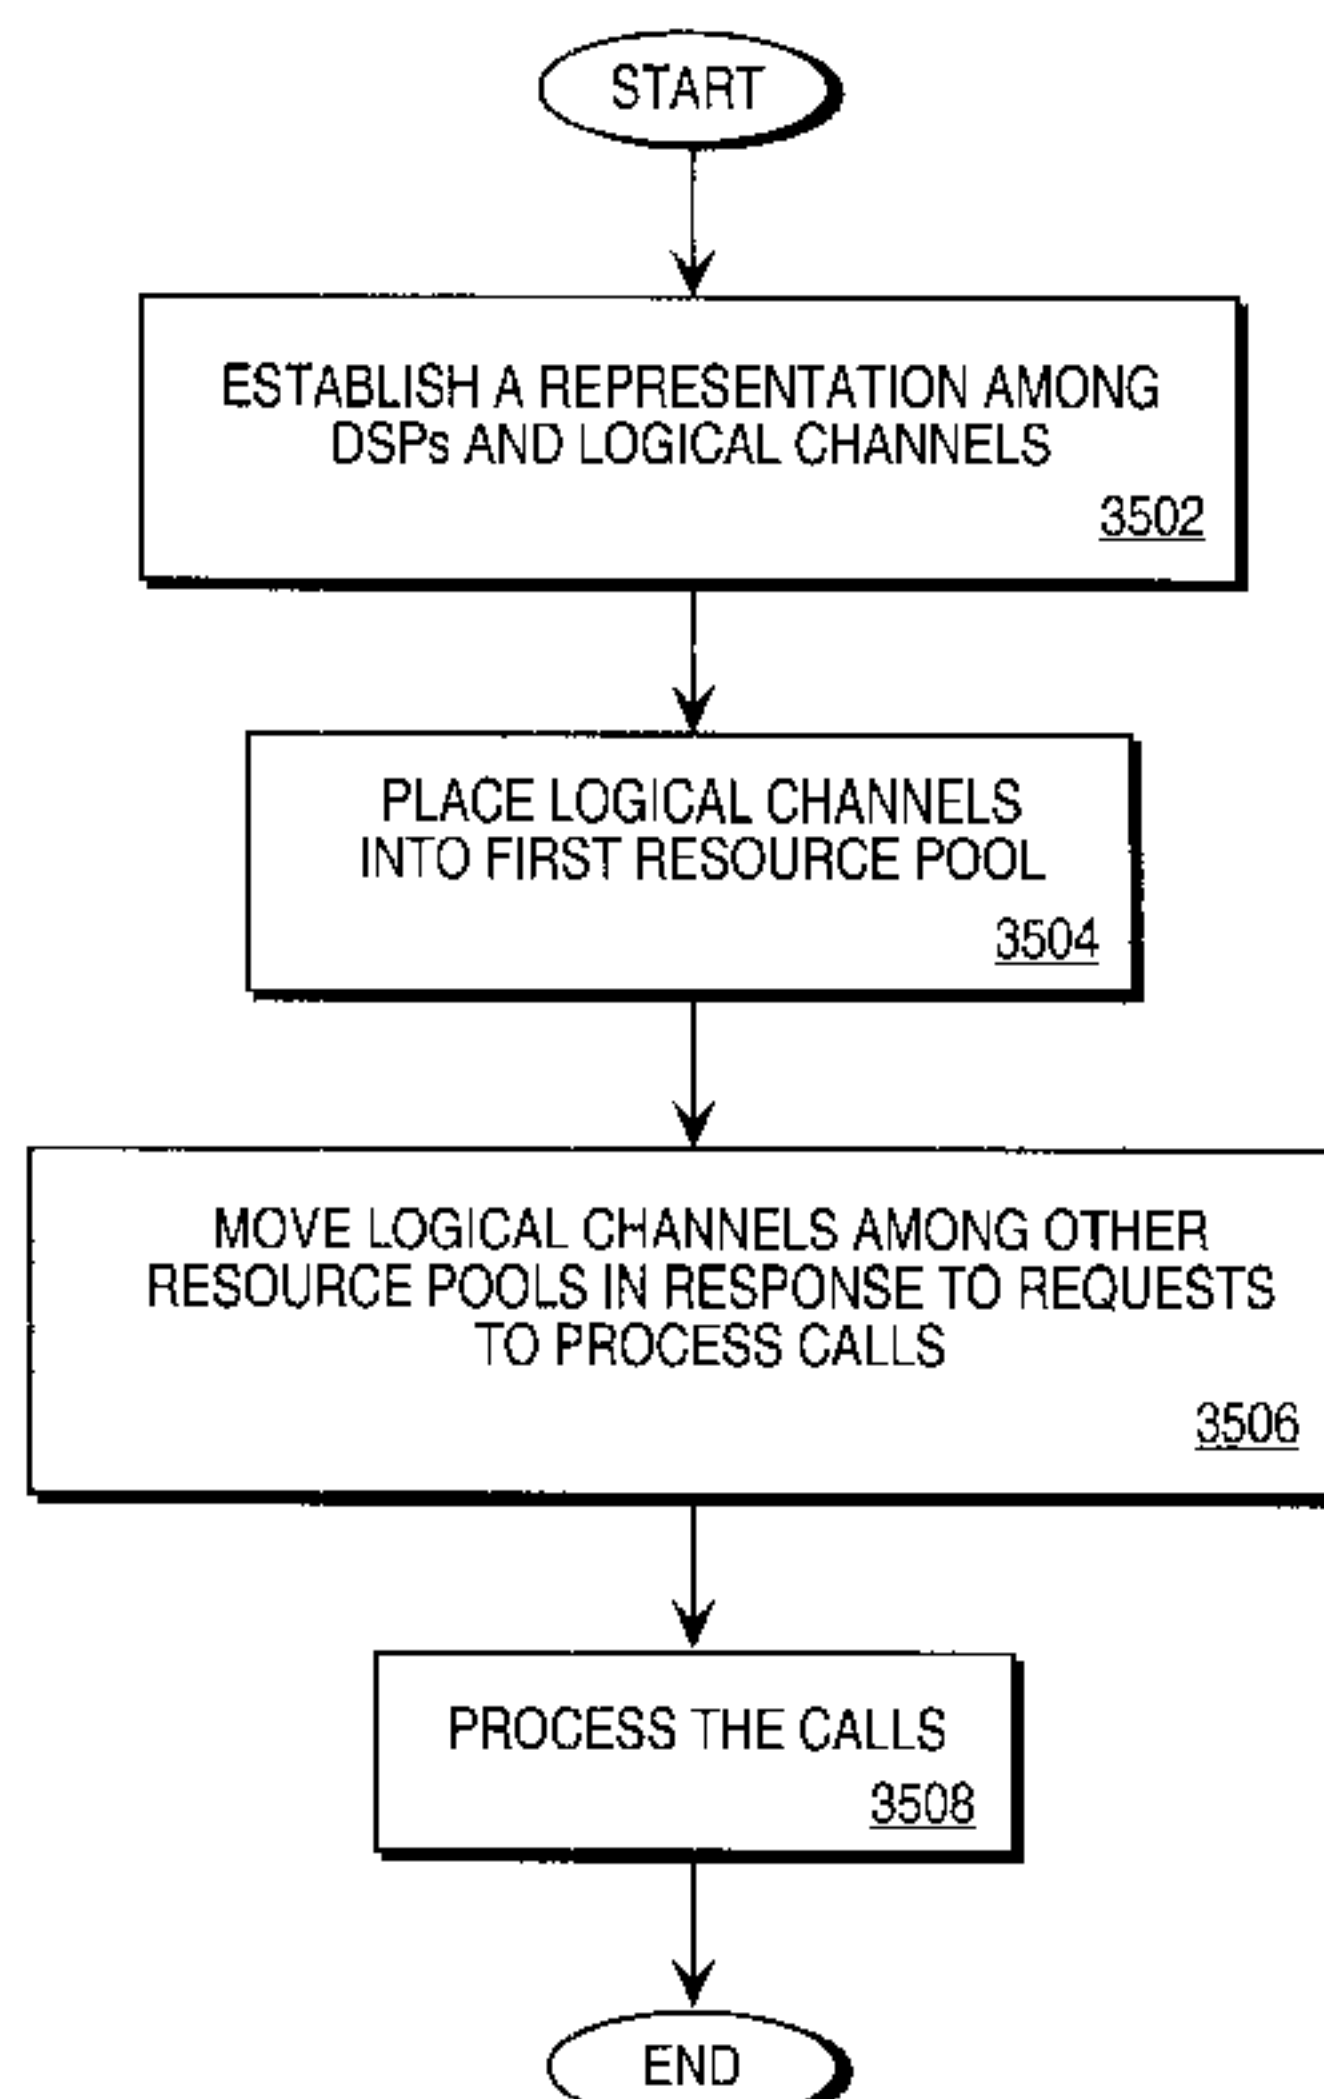 START
ESTABLISH A REPRESENTATION AMONG
DSPs AND LOGICAL CHANNELS
3502
PLACE LOGICAL CHANNELS
INTO FIRST RESOURCE POOL
3504
MOVE LOGICAL CHANNELS AMONG OTHER
RESOURCE POOLS IN RESPONSE TO REQUESTS
TO PROCESS CALLS
3506
PROCESS THE CALLS
3508
END